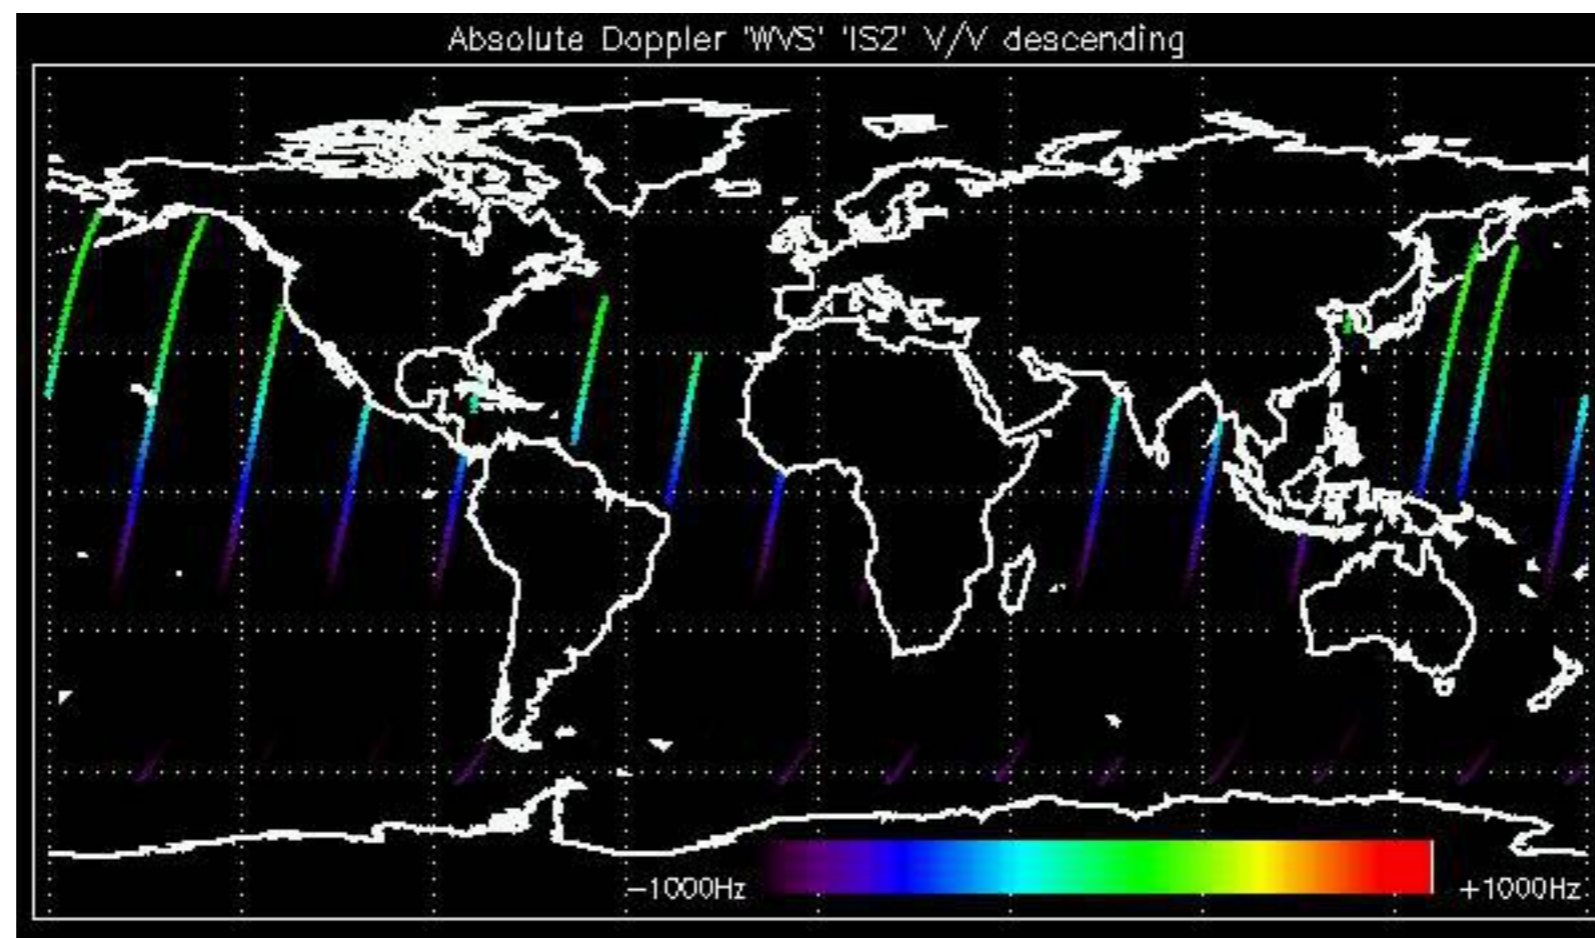 Absolute Doppler 'WVS' 'IS2' V/V descending
−1000Hz
+1000Hz